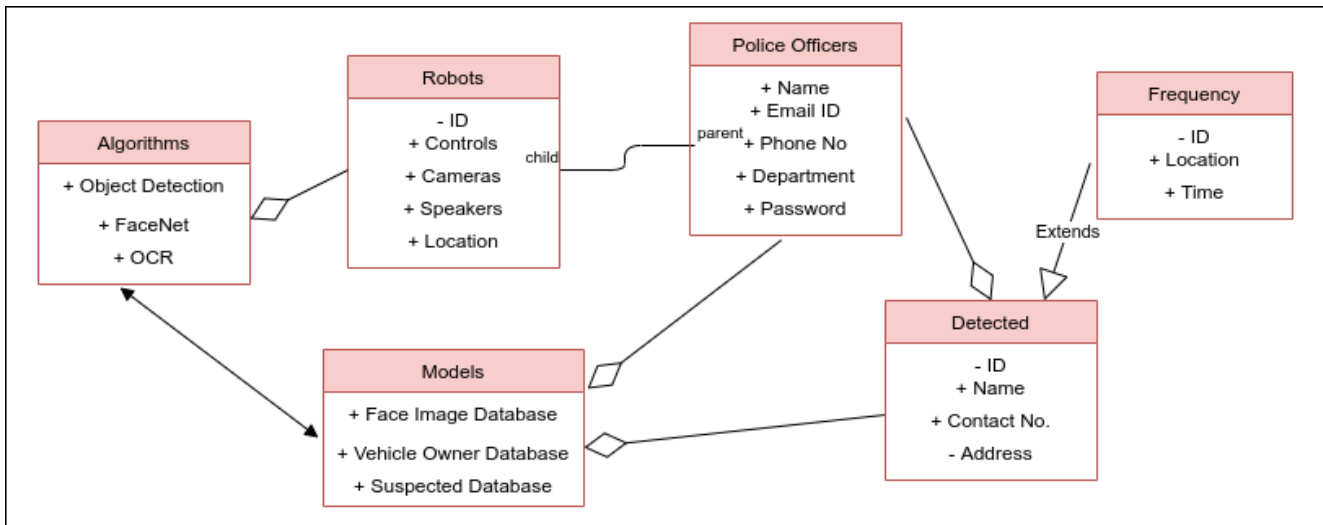 Algorithms
+ Object Detection
+ FaceNet
+ OCR
Robots
- ID
+ Controls
+ Cameras
+ Speakers
+ Location
child
parent
Police Officers
+ Name
+ Email ID
+ Phone No
+ Department
+ Password
Frequency
- ID
+ Location
+ Time
Extends
Models
+ Face Image Database
+ Vehicle Owner Database
+ Suspected Database
Detected
- ID
+ Name
+ Contact No.
- Address